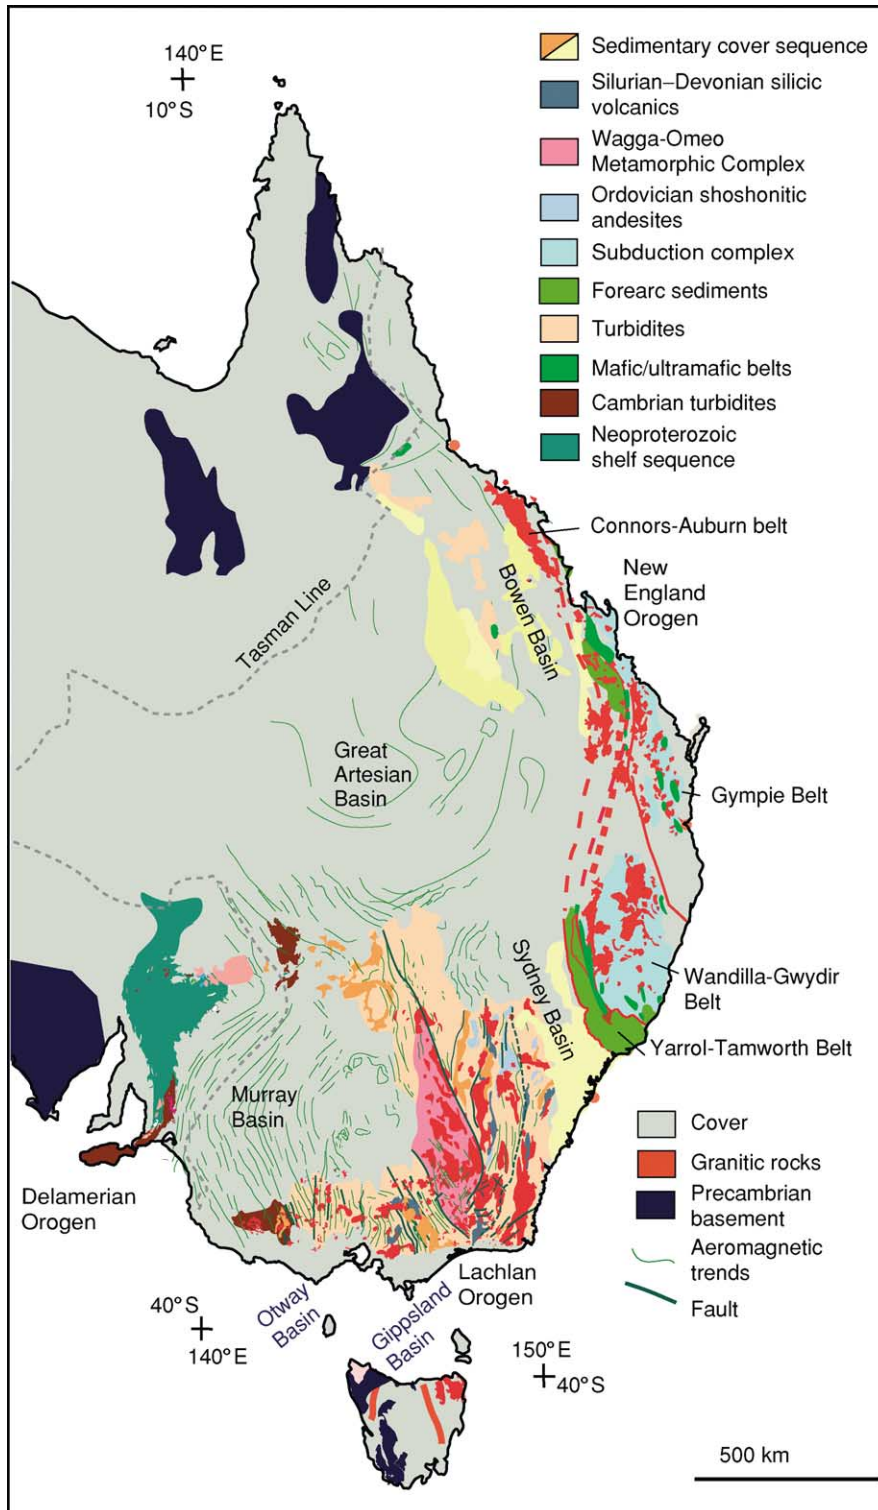 140°E
10°S
Sedimentary cover sequence
Silurian–Devonian silicic
volcanics
Wagga-Omeo
Metamorphic Complex
Ordovician shoshonitic
andesites
Subduction complex
Forearc sediments
Turbidites
Mafic/ultramafic belts
Cambrian turbidites
Neoproterozoic
shelf sequence
Connors-Auburn belt
New
England
Orogen
Bowen Basin
Tasman Line
Great
Artesian
Basin
Gympie Belt
Sydney Basin
Wandilla-Gwydir
Belt
Yarrol-Tamworth Belt
Murray
Basin
Delamerian
Orogen
Cover
Granitic rocks
Precambrian
basement
Aeromagnetic
trends
Fault
Lachlan
Orogen
Otway
Basin
Gippsland
Basin
40°S
140°E
150°E
40°S
500 km